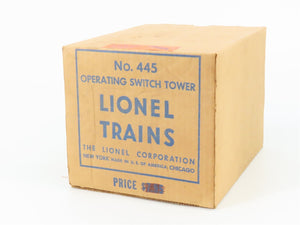 No. 445
OPERATING SWITCH TOWER
LIONEL
TRAINS
THE LIONEL CORPORATION
NEW YORK MADE IN U. S. OF AMERICA CHICAGO
PRICE